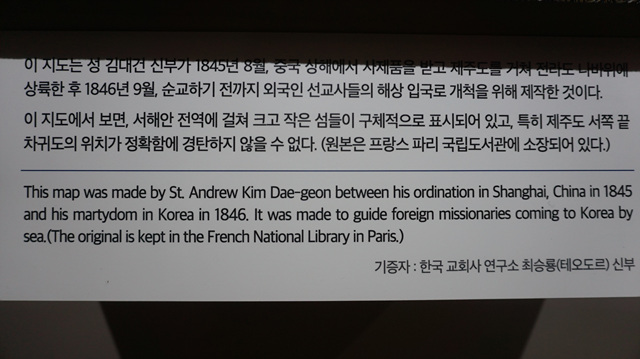 이 지도는 성 김대건 신부가 1845년 8월, 중국 상해에서 사제품을 받고 제주도를 거쳐 전라도 나바위에
상륙한 후 1846년 9월, 순교하기 전까지 외국인 선교사들의 해상 입국로 개척을 위해 제작한 것이다.
이 지도에서 보면, 서해안 전역에 걸쳐 크고 작은 섬들이 구체적으로 표시되어 있고, 특히 제주도 서쪽 끝
차귀도의 위치가 정확함에 경탄하지 않을 수 없다. (원본은 프랑스 파리 국립도서관에 소장되어 있다.)
This map was made by St. Andrew Kim Dae-geon between his ordination in Shanghai, China in 1845
and his martydom in Korea in 1846. It was made to guide foreign missionaries coming to Korea by
sea.(The original is kept in the French National Library in Paris.)
기증자 : 한국 교회사 연구소 최승룡(테오도르) 신부